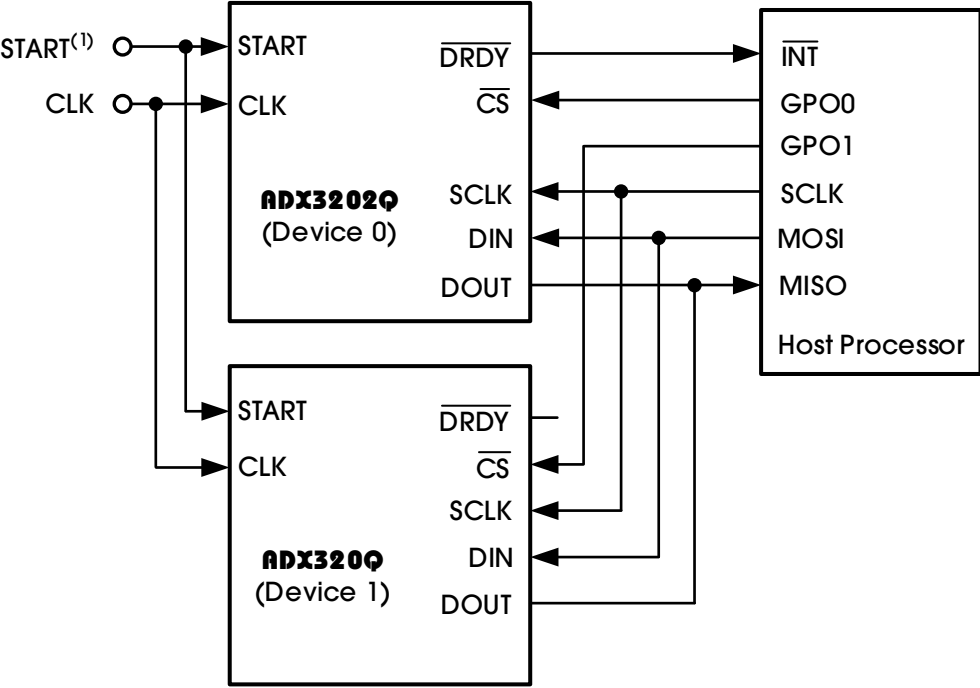 START(1)
CLK
START
CLK
DRDY
CS
ADX3202Q
(Device 0)
SCLK
DIN
DOUT
INT
GPO0
GPO1
SCLK
MOSI
MISO
Host Processor
START
CLK
DRDY
CS
SCLK
ADX320Q
(Device 1)
DIN
DOUT